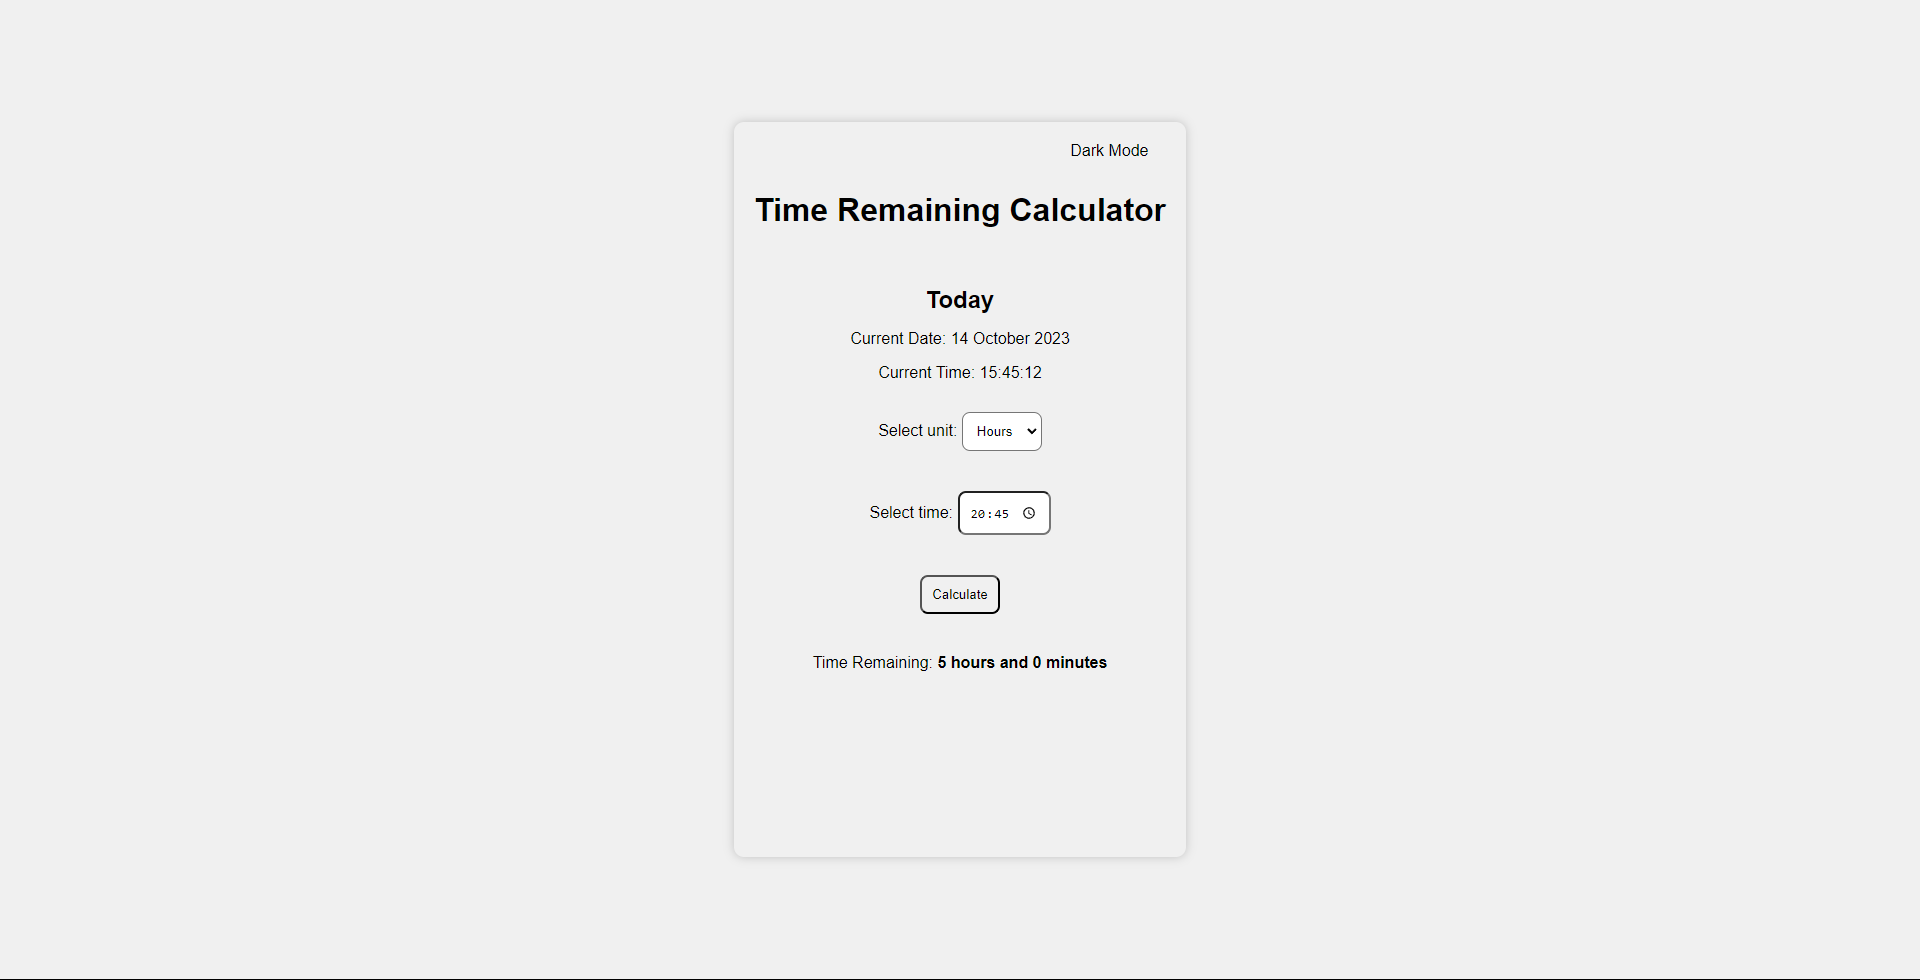 Dark Mode
Time Remaining Calculator
Today
Current Date: 14 October 2023
Current Time: 15:45:12
Select unit: Hours
Select time: 20:45
Calculate
Time Remaining: 5 hours and 0 minutes